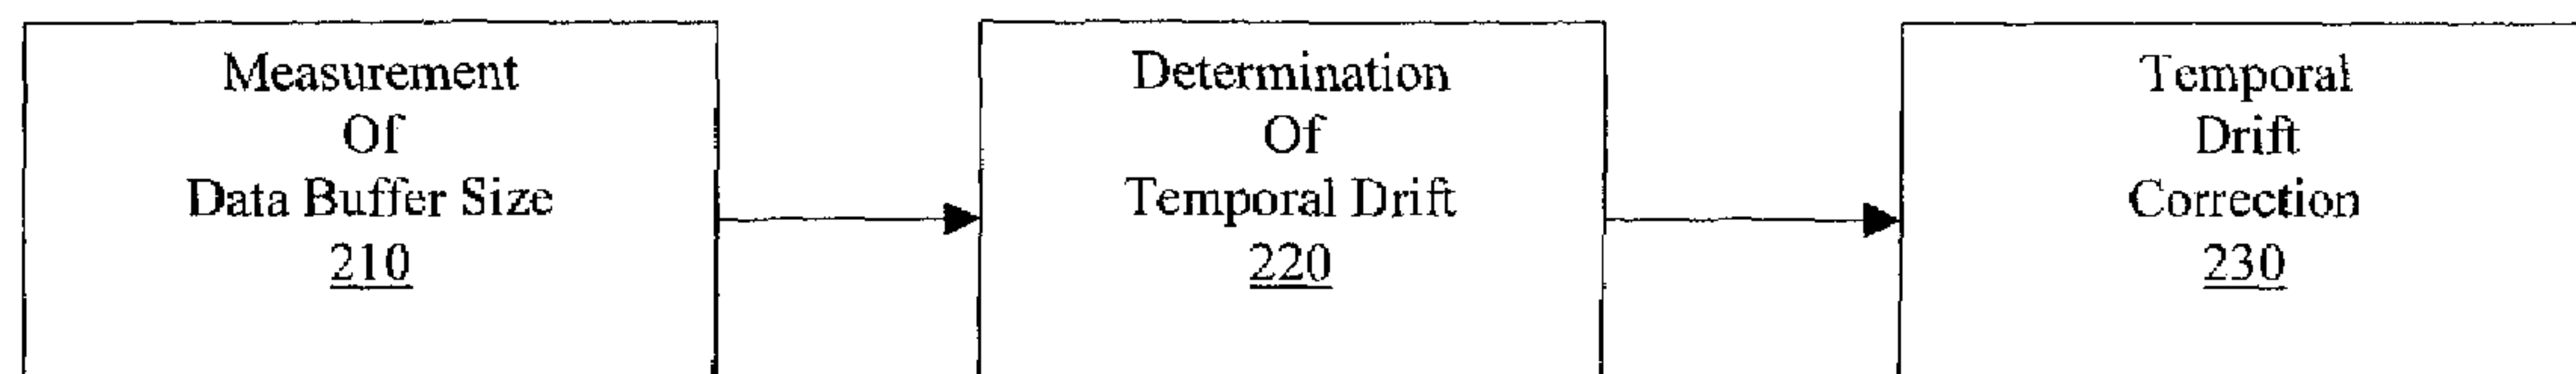 Measurement
Of
Data Buffer Size
210
Determination
Of
Temporal Drift
220
Temporal
Drift
Correction
230